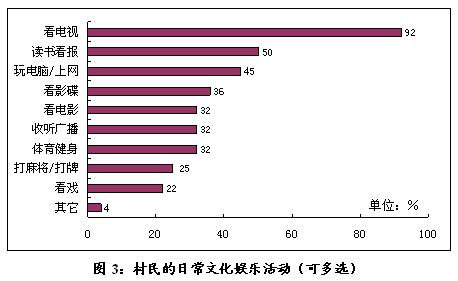 看电视 92
读书看报 50
玩电脑/上网 45
看影碟 36
看电影 32
收听广播 32
体育健身 32
打麻将/打牌 25
看戏 22
其它 4
单位：%
0 20 40 60 80 100
图 3：村民的日常文化娱乐活动（可多选）